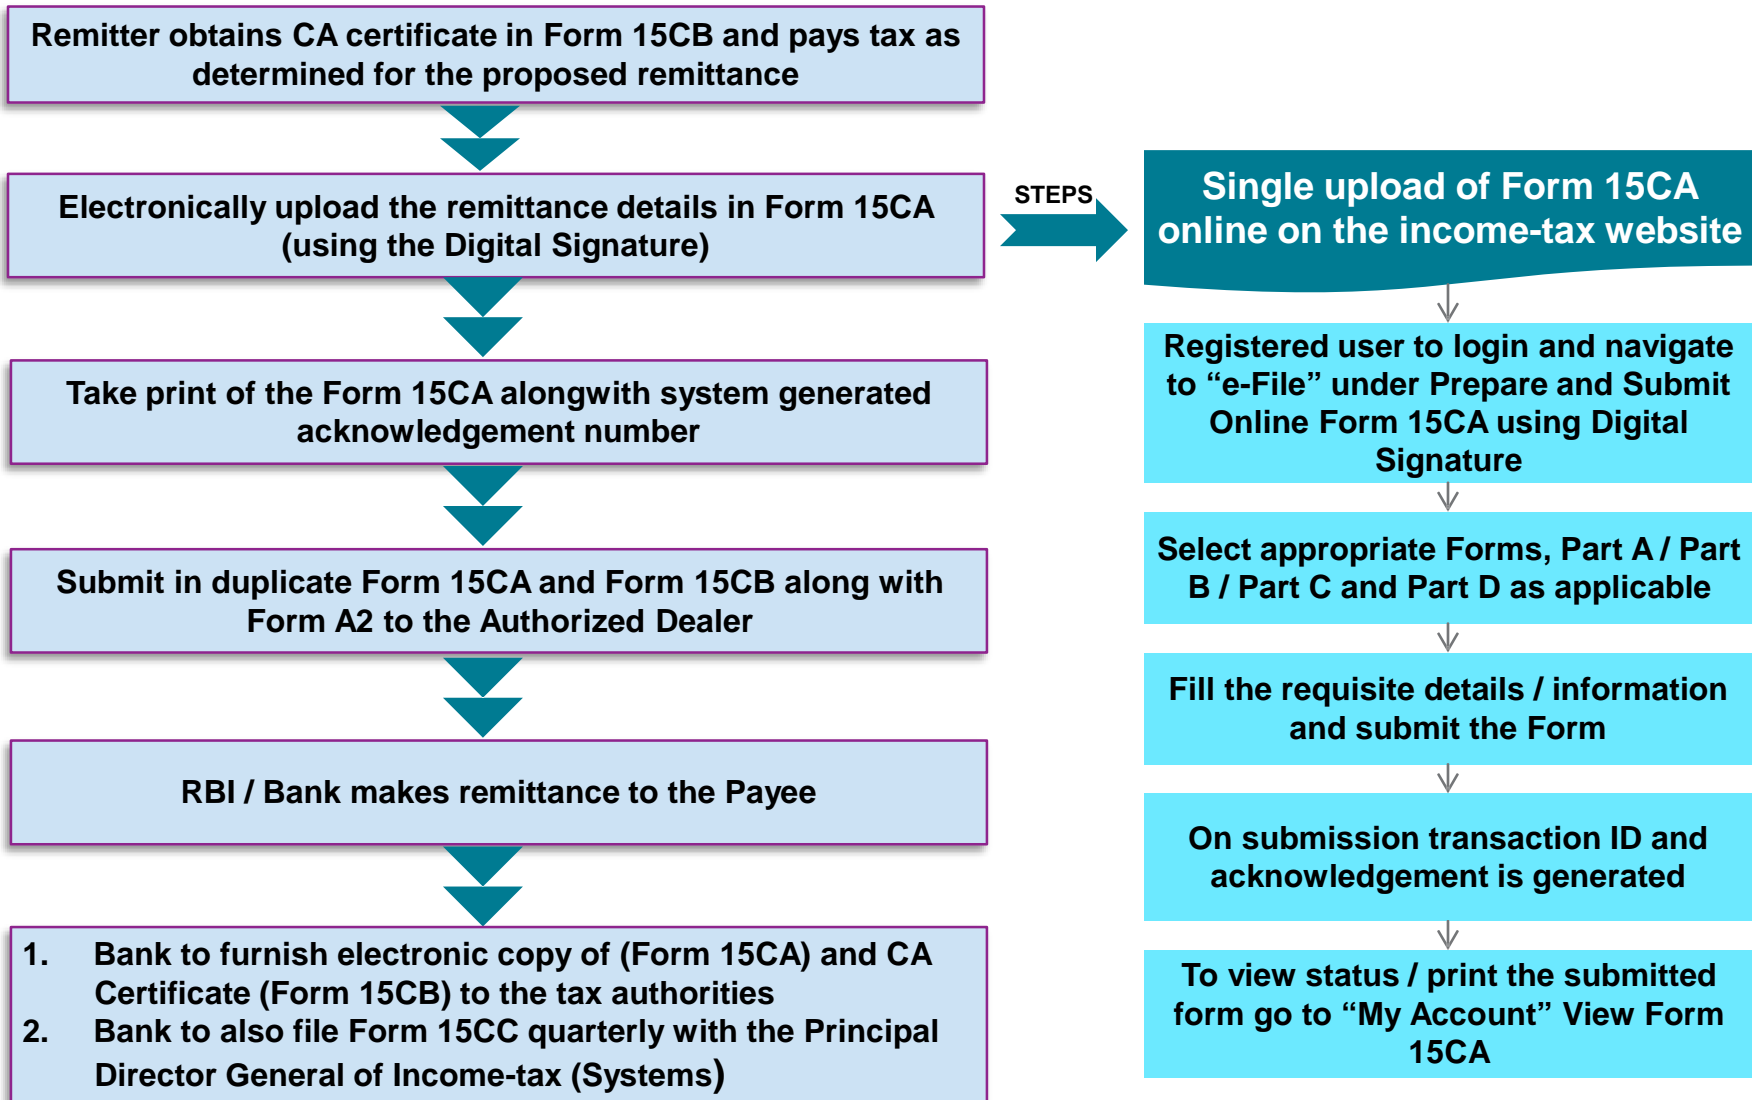 Remitter obtains CA certificate in Form 15CB and pays tax as
determined for the proposed remittance
Electronically upload the remittance details in Form 15CA
(using the Digital Signature)
Take print of the Form 15CA alongwith system generated
acknowledgement number
Submit in duplicate Form 15CA and Form 15CB along with
Form A2 to the Authorized Dealer
RBI / Bank makes remittance to the Payee
1. Bank to furnish electronic copy of (Form 15CA) and CA
Certificate (Form 15CB) to the tax authorities
2. Bank to also file Form 15CC quarterly with the Principal
Director General of Income-tax (Systems)
STEPS
Single upload of Form 15CA
online on the income-tax website
Registered user to login and navigate
to “e-File” under Prepare and Submit
Online Form 15CA using Digital
Signature
Select appropriate Forms, Part A / Part
B / Part C and Part D as applicable
Fill the requisite details / information
and submit the Form
On submission transaction ID and
acknowledgement is generated
To view status / print the submitted
form go to “My Account” View Form
15CA